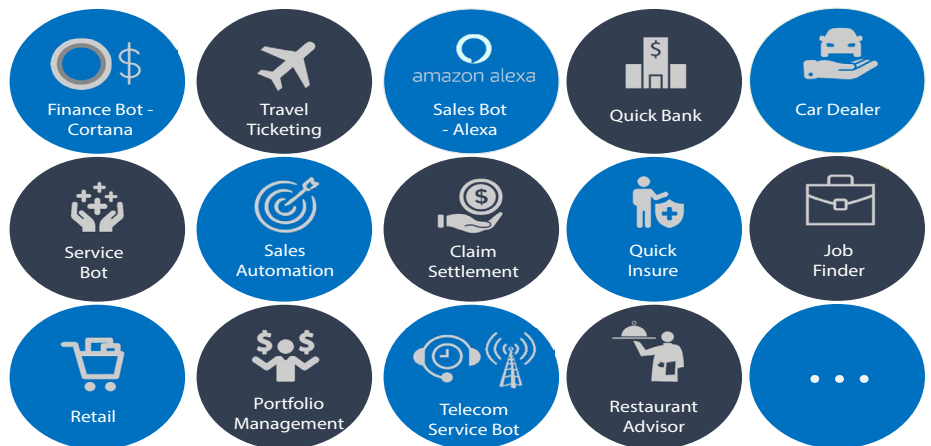 Finance Bot -
Cortana
Travel
Ticketing
amazon alexa
Sales Bot
- Alexa
$
Quick Bank
Car Dealer
Service
Bot
Sales
Automation
Claim
Settlement
Quick
Insure
Job
Finder
Retail
Portfolio
Management
Telecom
Service Bot
Restaurant
Advisor
...